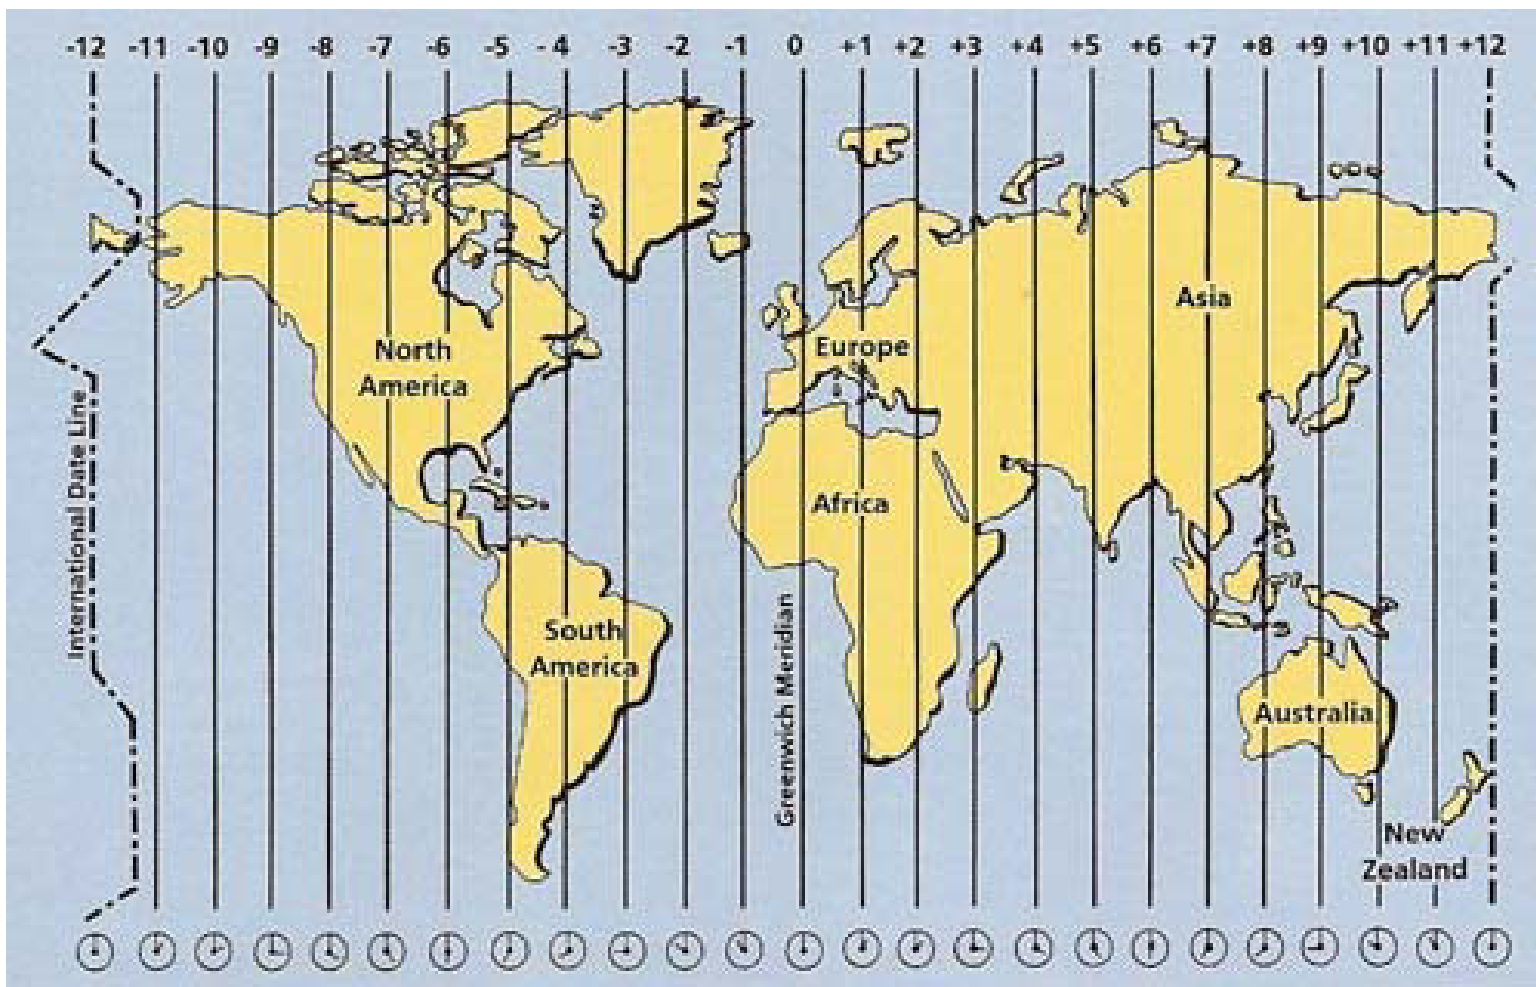 -12 -11 -10 -9 -8 -7 -6 -5 -4 -3 -2 -1 0 +1 +2 +3 +4 +5 +6 +7 +8 +9 +10 +11 +12
North
America
Europe
Asia
Africa
South
America
Australia
New
Zealand
International Date Line
Greenwich Meridian